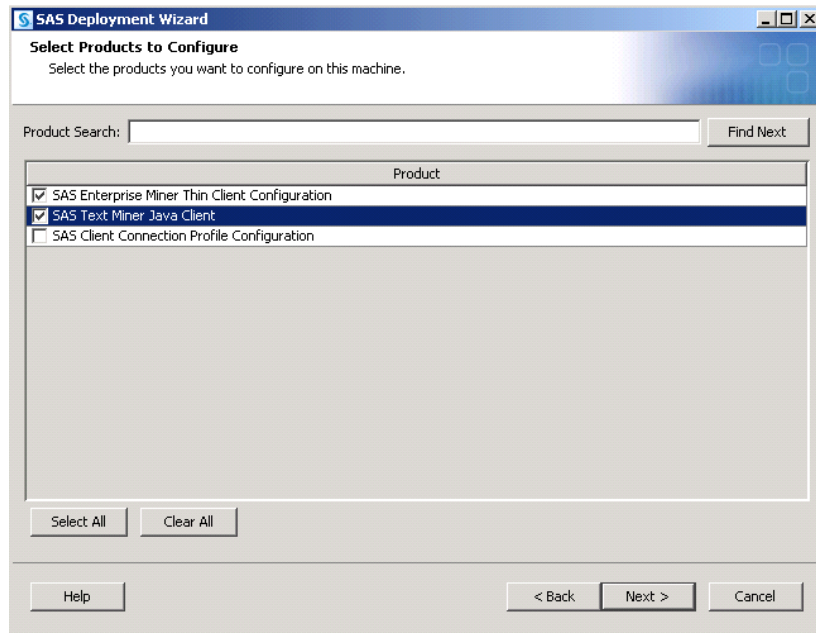 SAS Deployment Wizard
Select Products to Configure
Select the products you want to configure on this machine.
Product Search:
Find Next
Product
SAS Enterprise Miner Thin Client Configuration
SAS Text Miner Java Client
SAS Client Connection Profile Configuration
Select All Clear All
Help < Back Next > Cancel